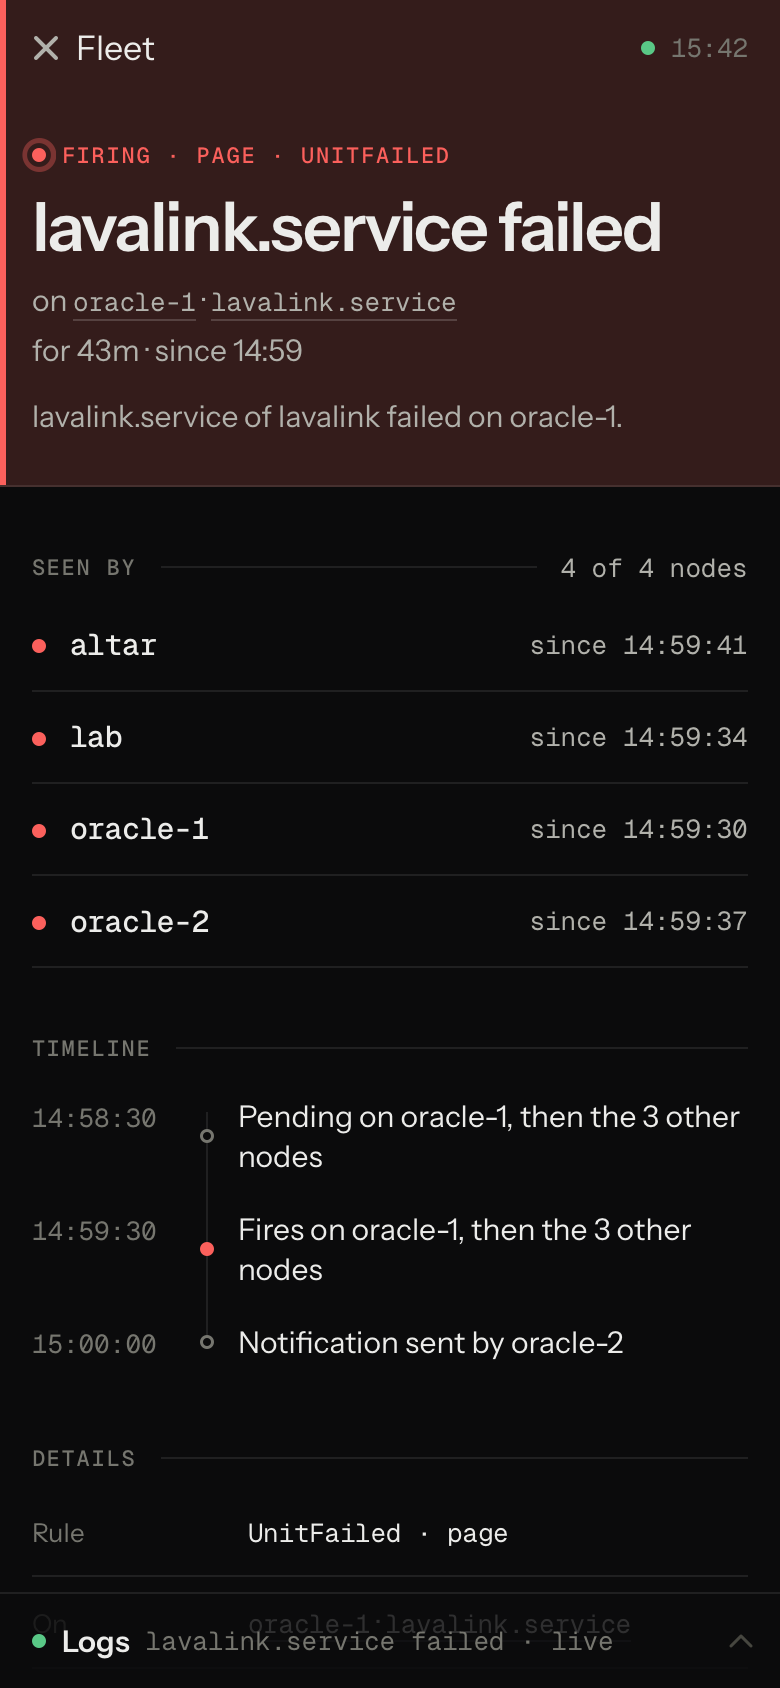 Fleet
15:42
FIRING · PAGE · UNITFAILED
lavalink.service failed
on oracle-1·lavalink.service
for 43m · since 14:59
lavalink.service of lavalink failed on oracle-1.
SEEN BY
4 of 4 nodes
altar
since 14:59:41
lab
since 14:59:34
oracle-1
since 14:59:30
oracle-2
since 14:59:37
TIMELINE
14:58:30
Pending on oracle-1, then the 3 other
nodes
14:59:30
Fires on oracle-1, then the 3 other
nodes
15:00:00
Notification sent by oracle-2
DETAILS
Rule
UnitFailed · page
On
oracle-1·lavalink.service
Logs lavalink.service failed · live